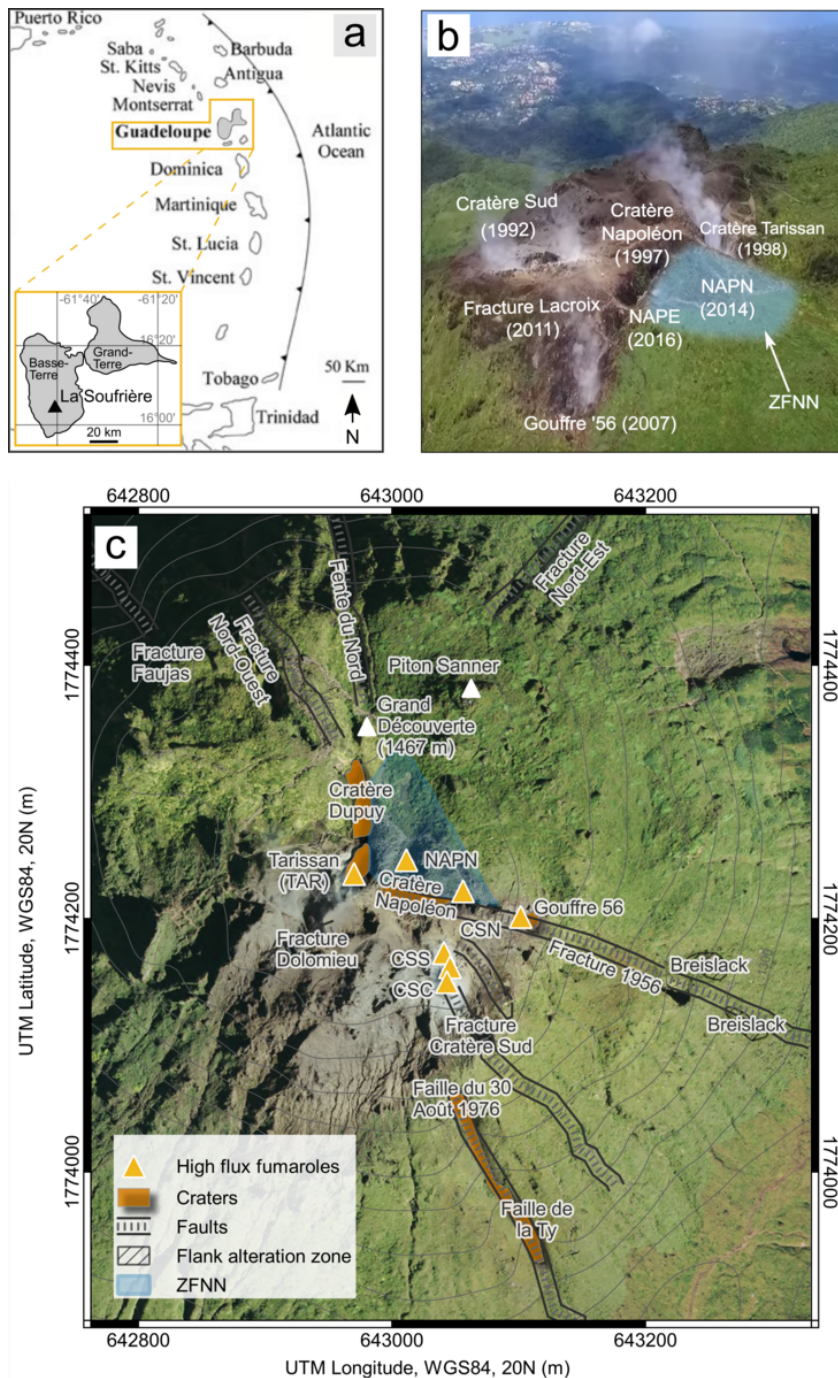 a
Puerto Rico
Saba
St. Kitts
Nevis
Montserrat
Barbuda
Antigua
Guadeloupe
Atlantic
Ocean
Dominica
Martinique
St. Lucia
St. Vincent
Tobago
Trinidad
50 Km
N
-61°40'
-61°20'
16°20'
16°00'
Basse-
Terre
Grand-
Terre
La Soufrière
20 km
b
Cratère Sud
(1992)
Cratère
Napoléon
(1997)
Cratère Tarissan
(1998)
Fracture Lacroix
(2011)
NAPE
(2016)
NAPN
(2014)
ZFNN
Gouffre '56 (2007)
c
642800
643000
643200
1774400
1774200
1774000
UTM Latitude, WGS84, 20N (m)
Fracture
Faujas
Fracture
Nord-Ouest
Fente du Nord
Fracture
Nord-Est
Piton Sanner
Grand
Découverte
(1467 m)
Cratère
Dupuy
Tarissan
(TAR)
NAPN
Cratère
Napoléon
Gouffre 56
CSN
Fracture
Dolomieu
CSS
CSC
Fracture 1956
Breislack
Breislack
Fracture
Cratère Sud
Faille du 30
Août 1976
Faille de
la Ty
High flux fumaroles
Craters
Faults
Flank alteration zone
ZFNN
1774400
1774200
1774000
642800
643000
643200
UTM Longitude, WGS84, 20N (m)